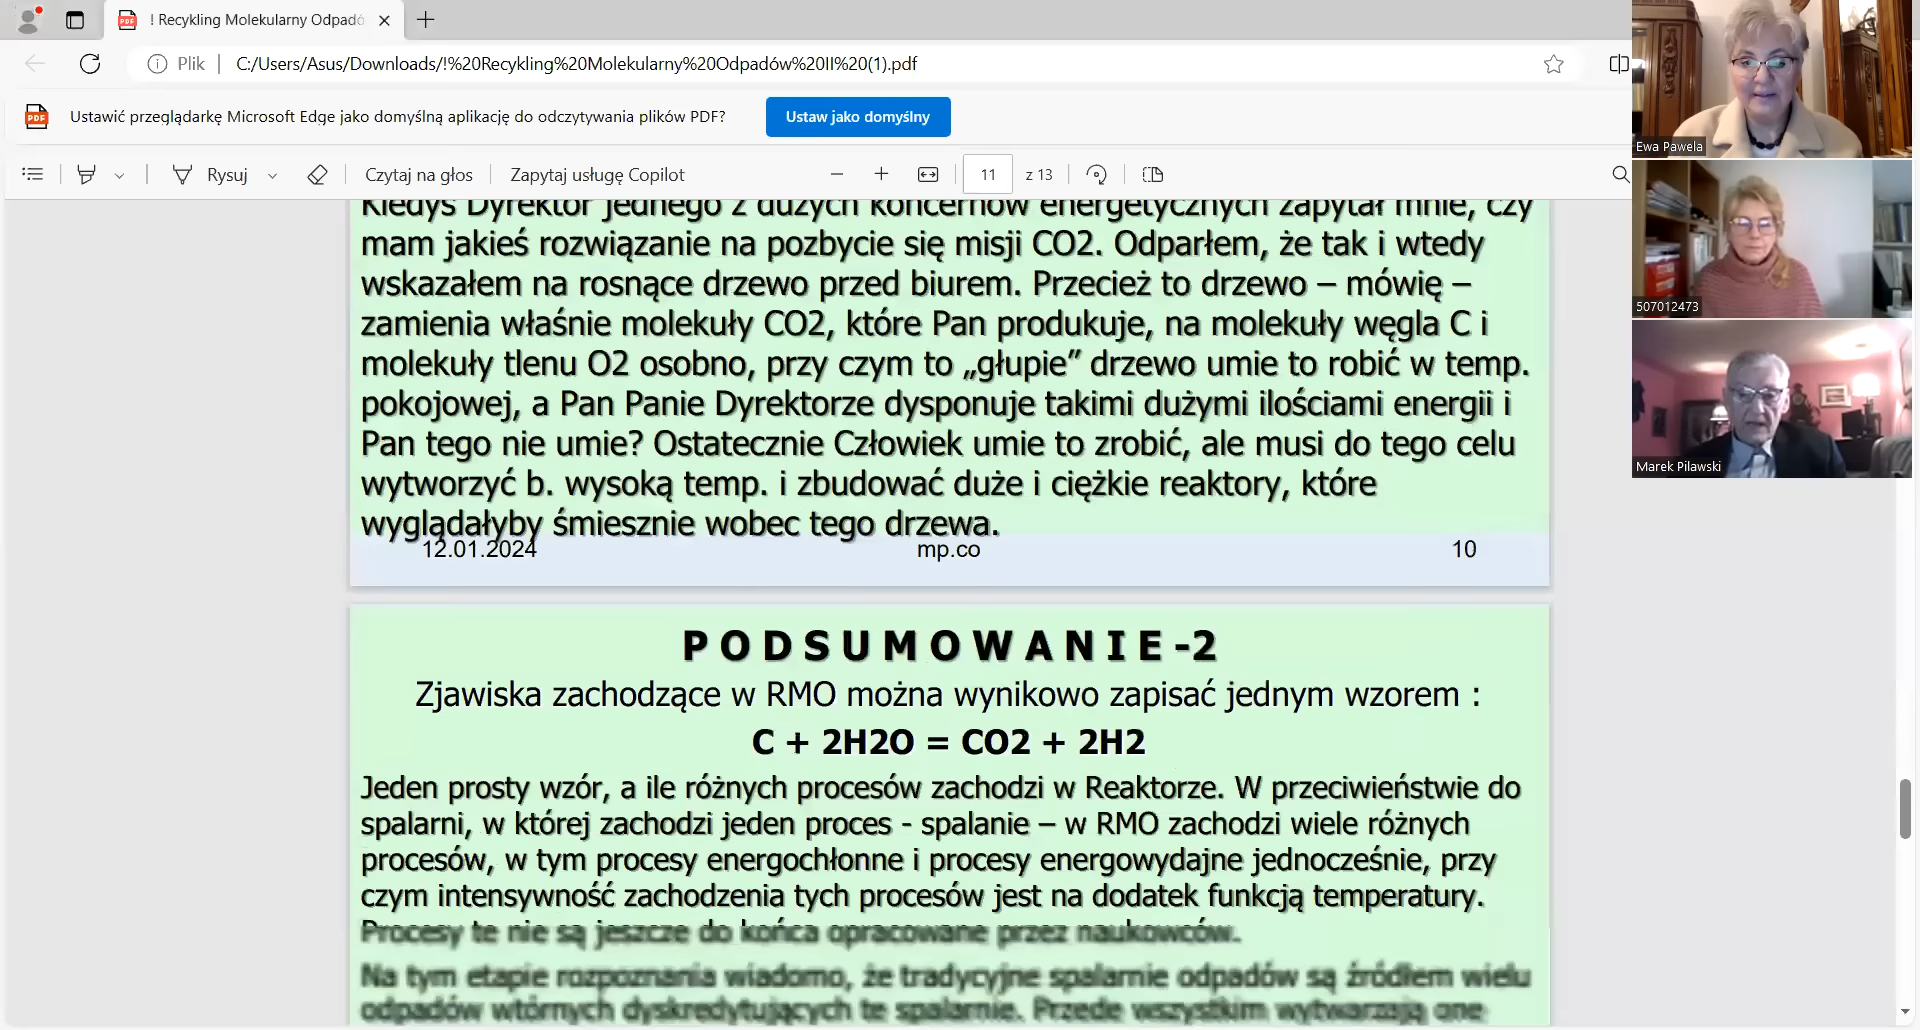 ! Recykling Molekularny Odpadó
Plik
C:/Users/Asus/Downloads/!%20Recykling%20Molekularny%20Odpadów%20II%20(1).pdf
PDF
Ustawić przeglądarkę Microsoft Edge jako domyślną aplikację do odczytywania plików PDF?
Ustaw jako domyślny
Rysuj
Czytaj na głos
Zapytaj usługę Copilot
11
z 13
Kiedyś Dyrektor jednego z dużych koncernów energetycznych zapytał mnie, czy
mam jakieś rozwiązanie na pozbycie się misji CO2. Odparłem, że tak i wtedy
wskazałem na rosnące drzewo przed biurem. Przecież to drzewo – mówię –
zamienia właśnie molekuły CO2, które Pan produkuje, na molekuły węgla C i
molekuły tlenu O2 osobno, przy czym to „głupie” drzewo umie to robić w temp.
pokojowej, a Pan Panie Dyrektorze dysponuje takimi dużymi ilościami energii i
Pan tego nie umie? Ostatecznie Człowiek umie to zrobić, ale musi do tego celu
wytworzyć b. wysoką temp. i zbudować duże i ciężkie reaktory, które
wyglądałyby śmiesznie wobec tego drzewa.
12.01.2024
mp.co
10
P O D S U M O W A N I E -2
Zjawiska zachodzące w RMO można wynikowo zapisać jednym wzorem :
C + 2H2O = CO2 + 2H2
Jeden prosty wzór, a ile różnych procesów zachodzi w Reaktorze. W przeciwieństwie do
spalarni, w której zachodzi jeden proces - spalanie – w RMO zachodzi wiele różnych
procesów, w tym procesy energochłonne i procesy energowydajne jednocześnie, przy
czym intensywność zachodzenia tych procesów jest na dodatek funkcją temperatury.
Procesy te nie są jeszcze do końca opracowane przez naukowców.
Na tym etapie rozpoznania wiadomo, że tradycyjne spalarnie odpadów są źródłem wielu
odpadów wtórnych dyskredytujących te spalarnie. Przede wszystkim wytwarzają one
Ewa Pawela
507012473
Marek Pilawski